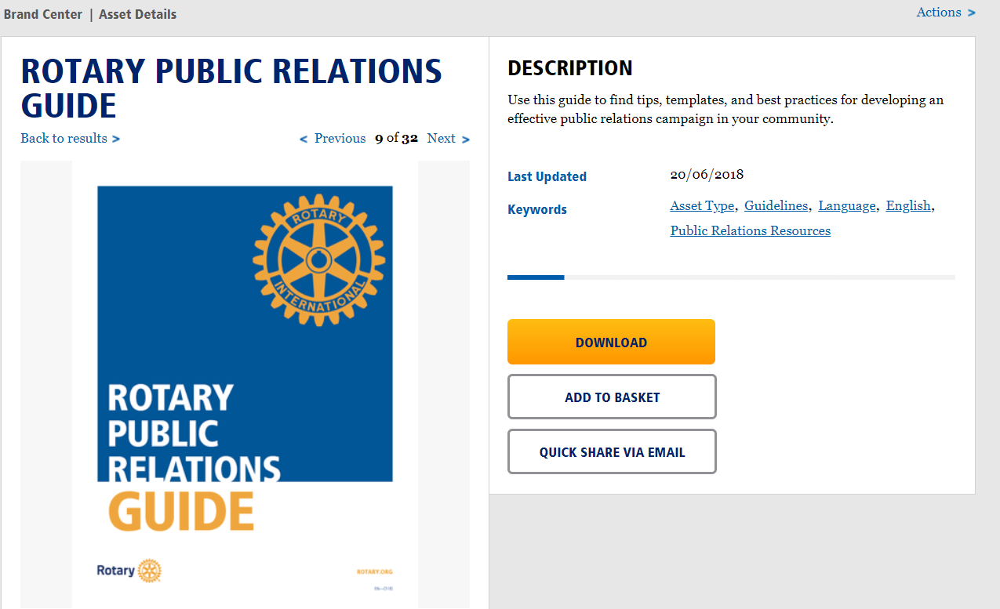 Brand Center | Asset Details
Actions >
ROTARY PUBLIC RELATIONS
GUIDE
Back to results >
< Previous 9 of 32 Next >
ROTARY
INTERNATIONAL
ROTARY
PUBLIC
RELATIONS
GUIDE
Rotary
ROTARY.ORG
DESCRIPTION
Use this guide to find tips, templates, and best practices for developing an
effective public relations campaign in your community.
Last Updated 20/06/2018
Keywords Asset Type, Guidelines, Language, English,
Public Relations Resources
DOWNLOAD
ADD TO BASKET
QUICK SHARE VIA EMAIL